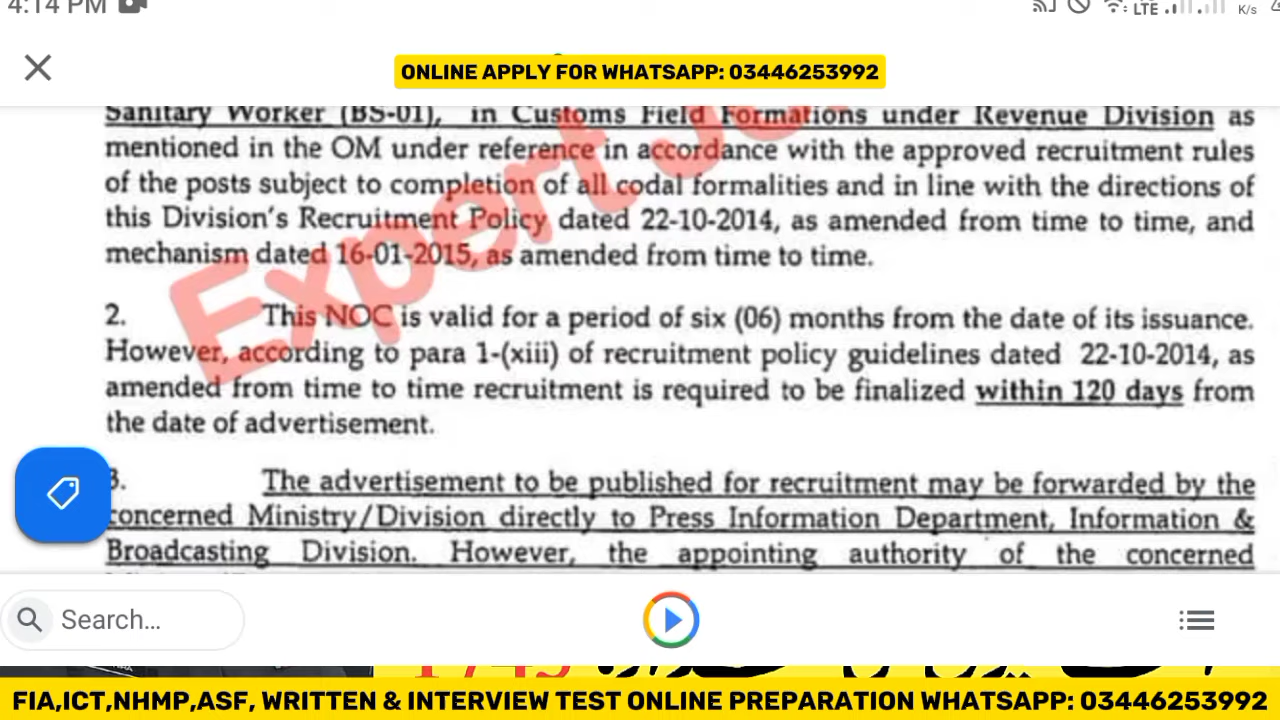 4:14 PM
LTE K/s
ONLINE APPLY FOR WHATSAPP: 03446253992
Sanitary Worker (BS-01), in Customs Field Formations under Revenue Division as
mentioned in the OM under reference in accordance with the approved recruitment rules
of the posts subject to completion of all codal formalities and in line with the directions of
this Division's Recruitment Policy dated 22-10-2014, as amended from time to time, and
mechanism dated 16-01-2015, as amended from time to time.
Expert
2. This NOC is valid for a period of six (06) months from the date of its issuance.
However, according to para 1-(xiii) of recruitment policy guidelines dated 22-10-2014, as
amended from time to time recruitment is required to be finalized within 120 days from
the date of advertisement.
3. The advertisement to be published for recruitment may be forwarded by the
concerned Ministry/Division directly to Press Information Department, Information &
Broadcasting Division. However, the appointing authority of the concerned
Search...
FIA,ICT,NHMP,ASF, WRITTEN & INTERVIEW TEST ONLINE PREPARATION WHATSAPP: 03446253992